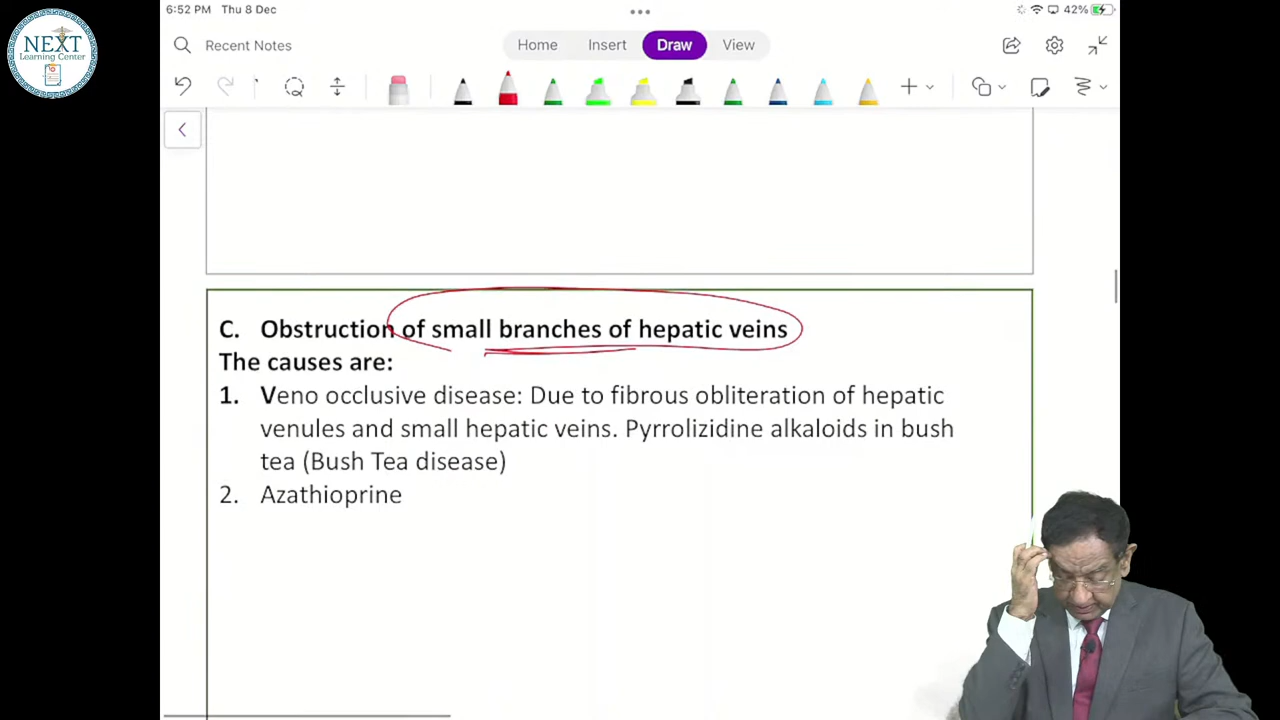 6:52 PM Thu 8 Dec
42%
NEXT
Learning Center
Recent Notes
Home Insert Draw View
C. Obstruction of small branches of hepatic veins
The causes are:
1. Veno occlusive disease: Due to fibrous obliteration of hepatic
venules and small hepatic veins. Pyrrolizidine alkaloids in bush
tea (Bush Tea disease)
2. Azathioprine